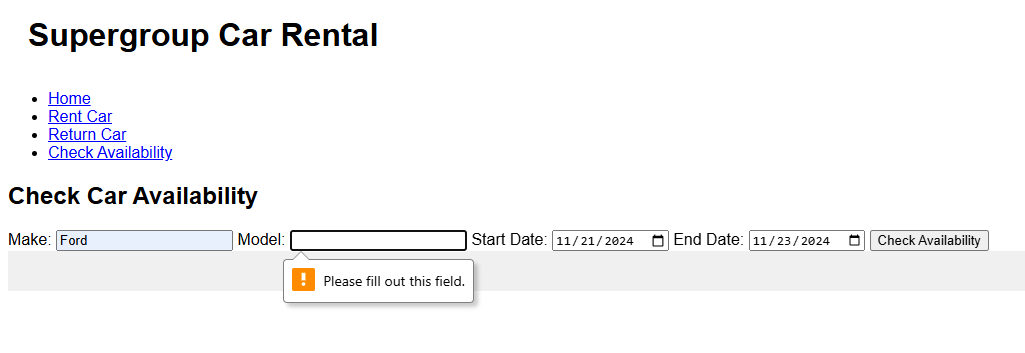 Supergroup Car Rental
Home
Rent Car
Return Car
Check Availability
Check Car Availability
Make: Ford Model: Start Date: 11/21/2024 End Date: 11/23/2024 Check Availability
! Please fill out this field.